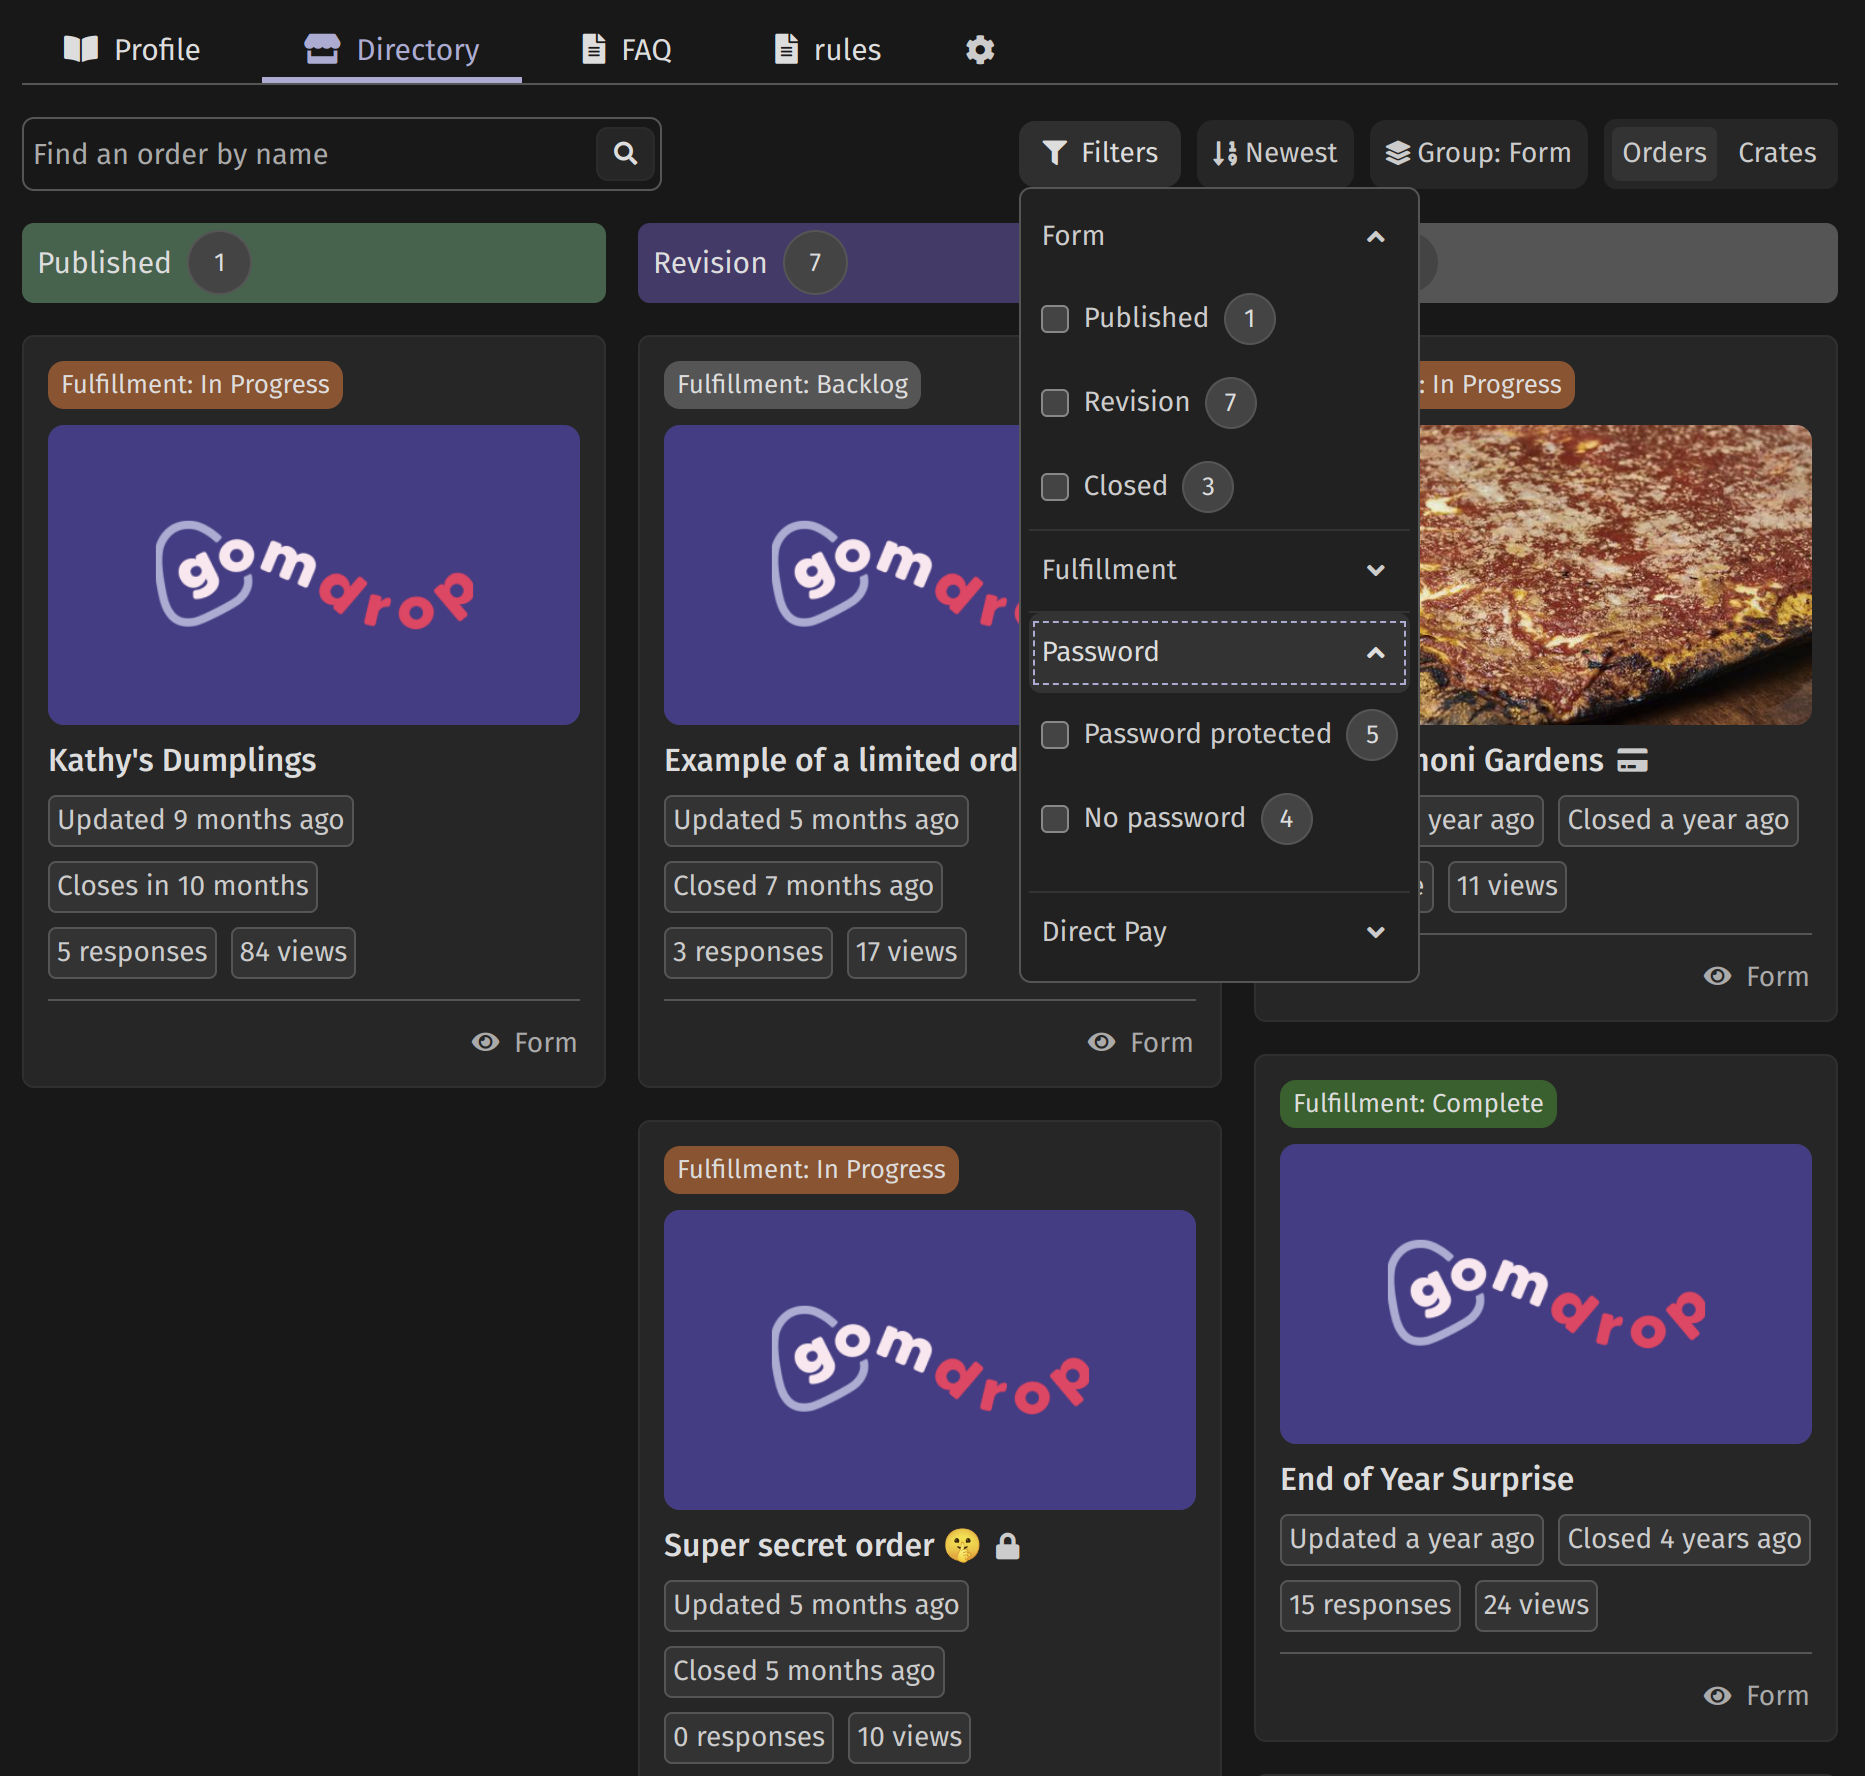 Profile
Directory
FAQ
rules
Find an order by name
Filters
Newest
Group: Form
Orders
Crates
Published 1
Revision 7
Form
Published 1
Revision 7
Closed 3
Fulfillment
Password
Password protected 5
No password 4
Direct Pay
Fulfillment: In Progress
gomdrop
Kathy's Dumplings
Updated 9 months ago
Closes in 10 months
5 responses 84 views
Form
Fulfillment: Backlog
gomdr
Example of a limited ord
Updated 5 months ago
Closed 7 months ago
3 responses 17 views
Form
Fulfillment: In Progress
gomdrop
Super secret order 🤫
Updated 5 months ago
Closed 5 months ago
0 responses 10 views
: In Progress
Gardens
year ago Closed a year ago
11 views
Form
Fulfillment: Complete
gomdrop
End of Year Surprise
Updated a year ago Closed 4 years ago
15 responses 24 views
Form